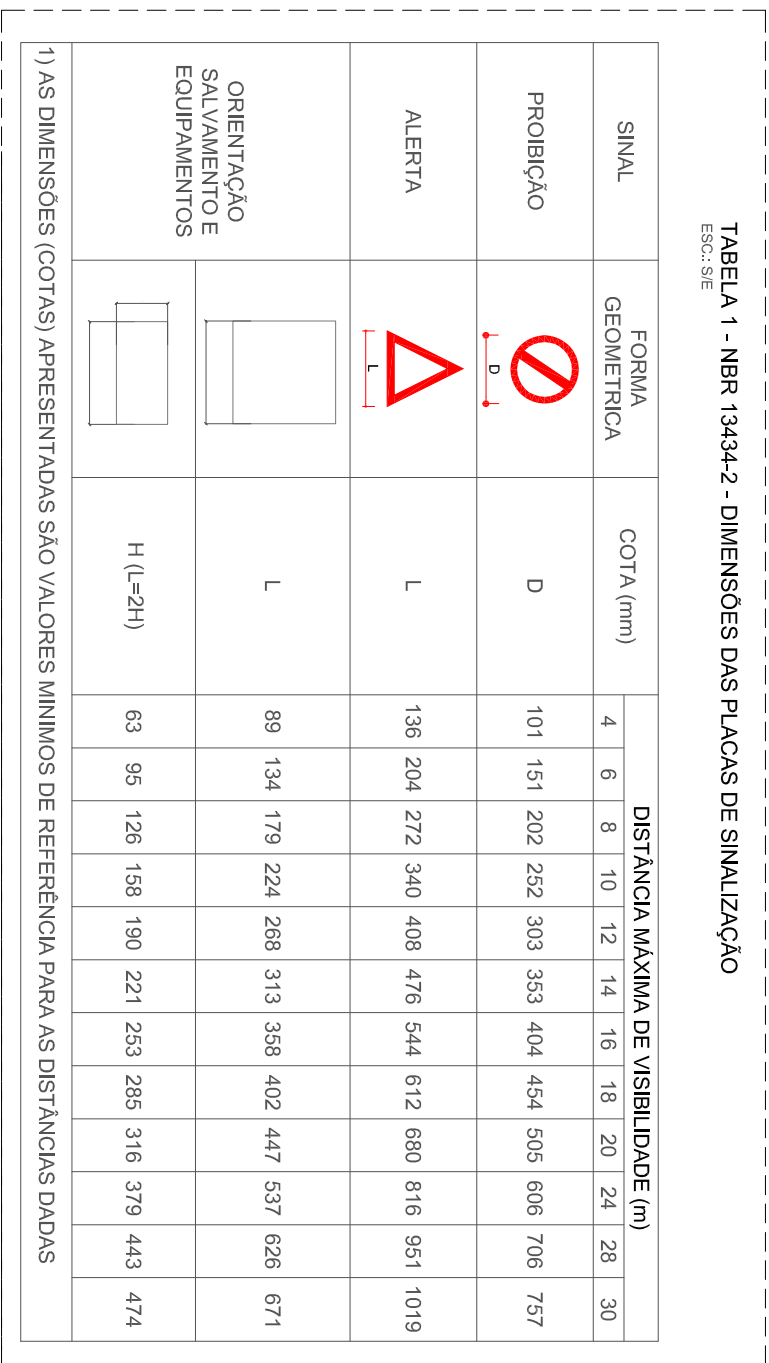 TABELA 1 - NBR 13434-2 - DIMENSÕES DAS PLACAS DE SINALIZAÇÃO
ESC.: S/E
SINAL
FORMA
GEOMETRICA
COTA (mm)
DISTÂNCIA MÁXIMA DE VISIBILIDADE (m)
4 6 8 10 12 14 16 18 20 24 28 30
PROIBIÇÃO
D
D
101 151 202 252 303 353 404 454 505 606 706 757
ALERTA
L
L
136 204 272 340 408 476 544 612 680 816 951 1019
ORIENTAÇÃO
SALVAMENTO E
EQUIPAMENTOS
L
89 134 179 224 268 313 358 402 447 537 626 671
H (L=2H)
63 95 126 158 190 221 253 285 316 379 443 474
1) AS DIMENSÕES (COTAS) APRESENTADAS SÃO VALORES MINIMOS DE REFERÊNCIA PARA AS DISTÂNCIAS DADAS